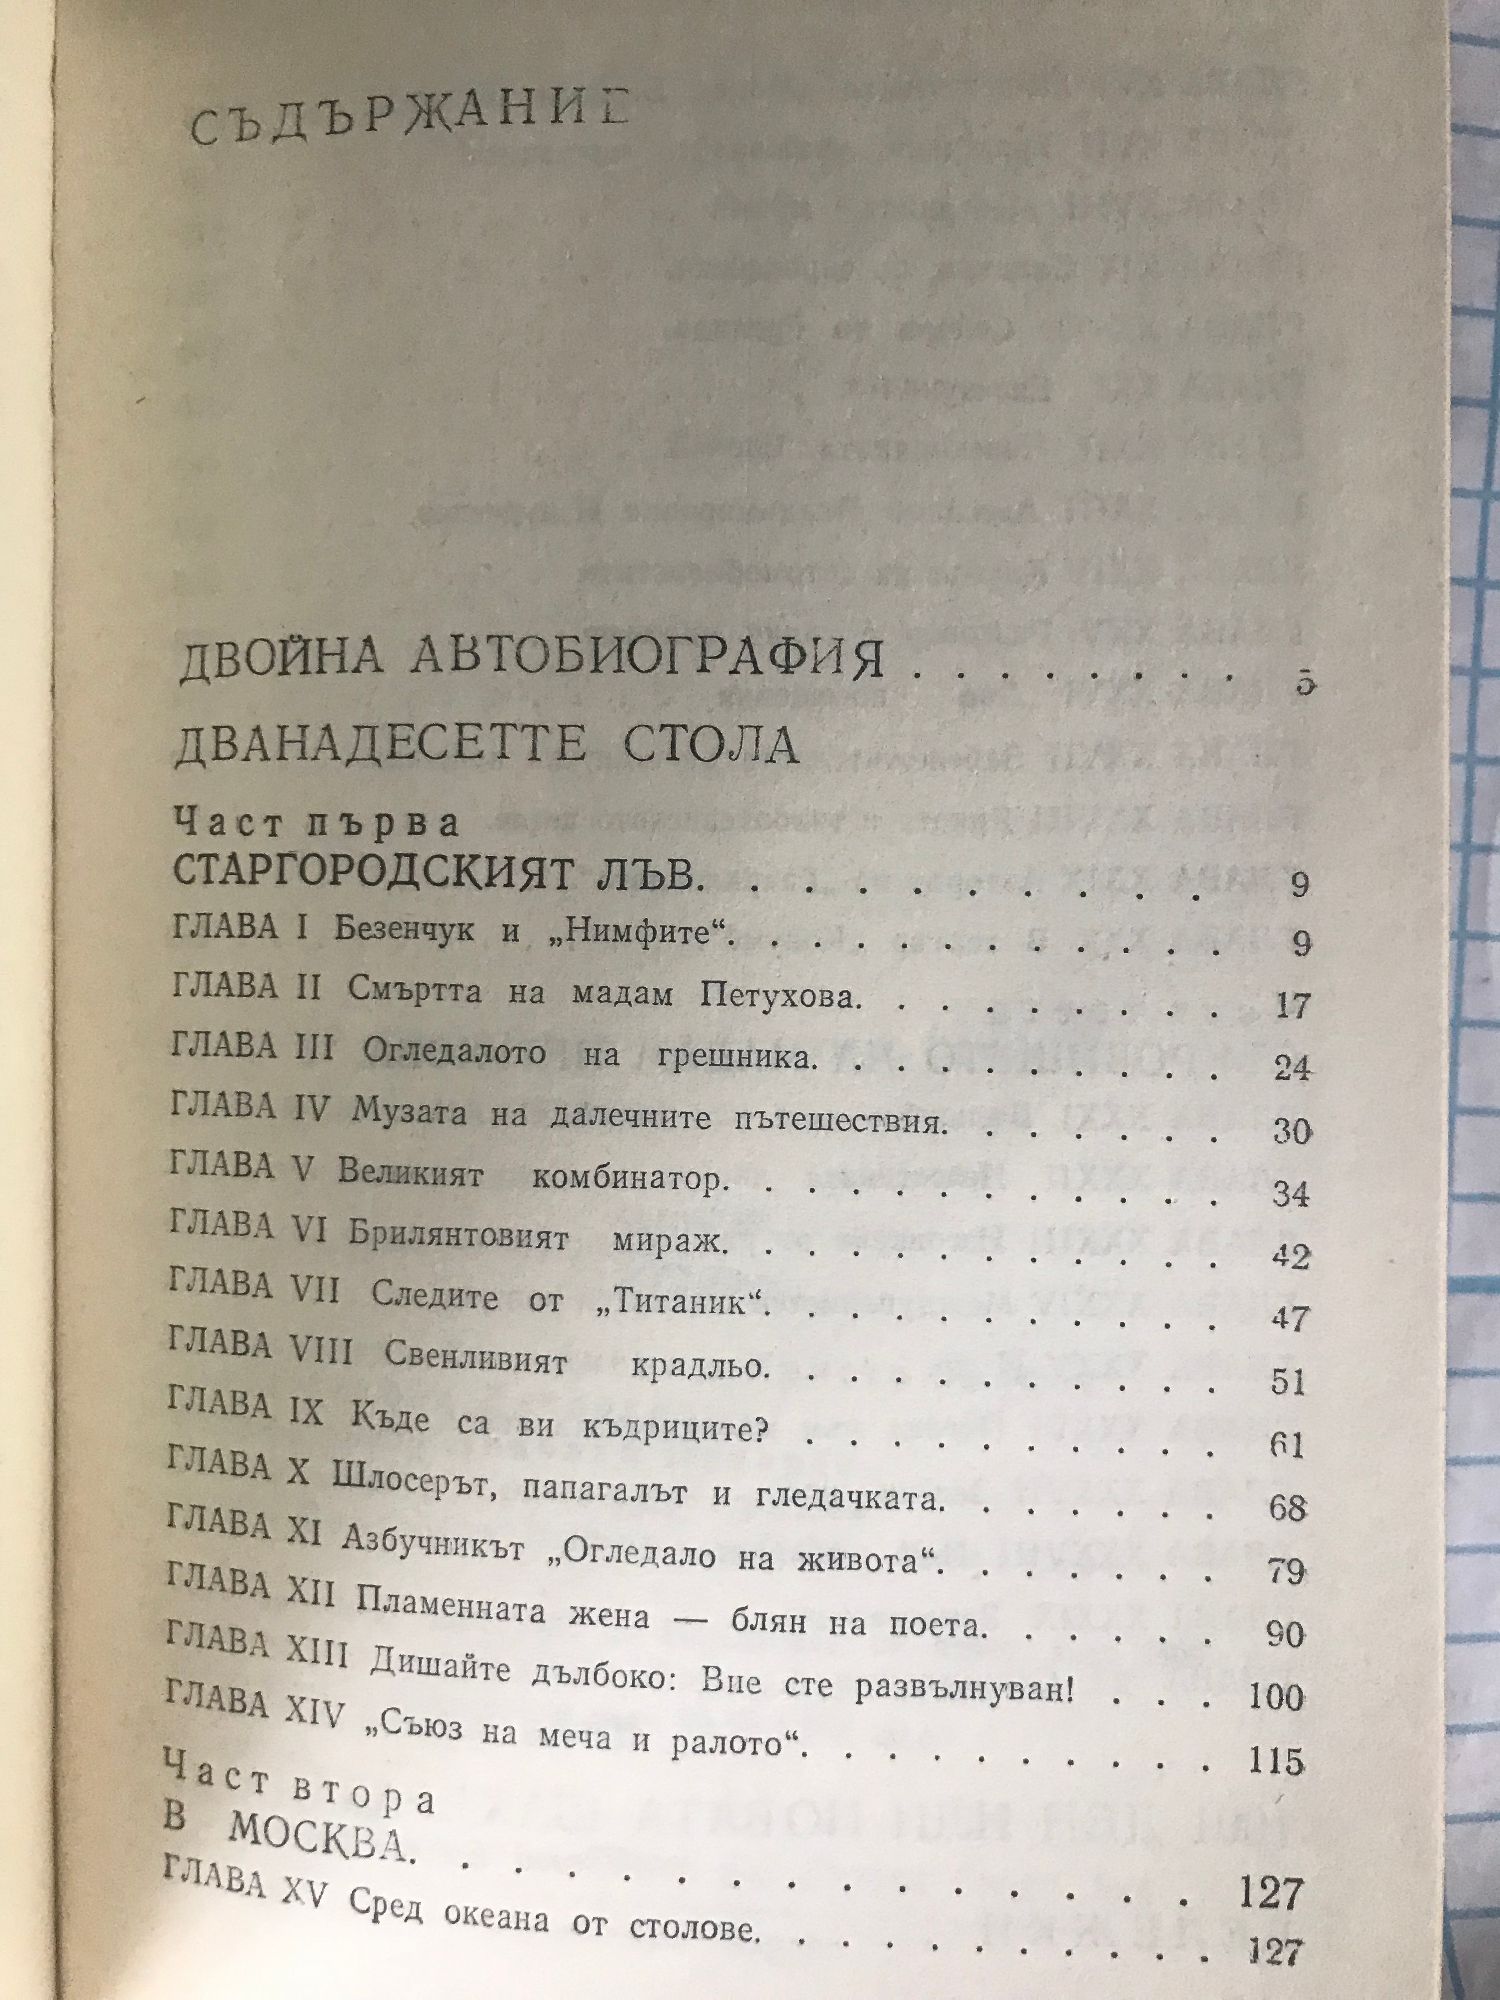 СЪДЪРЖАНИЕ
ДВОЙНА АВТОБИОГРАФИЯ . . . . . . . . 5
ДВАНАДЕСЕТТЕ СТОЛА
Част първа
СТАРГОРОДСКИЯТ ЛЪВ. . . . . . . . . . 9
ГЛАВА I Безенчук и „Нимфите“. . . . . . . . . . . . 9
ГЛАВА II Смъртта на мадам Петухова. . . . . . . . . 17
ГЛАВА III Огледалото на грешника. . . . . . . . . . 24
ГЛАВА IV Музата на далечните пътешествия. . . . . . . 30
ГЛАВА V Великият комбинатор. . . . . . . . . . . . 34
ГЛАВА VI Брилянтовият мираж. . . . . . . . . . . . 42
ГЛАВА VII Следите от „Титаник“. . . . . . . . . . . 47
ГЛАВА VIII Свенливият крадльо. . . . . . . . . . . 51
ГЛАВА IX Къде са ви къдриците? . . . . . . . . . . 61
ГЛАВА X Шлосерът, папагалът и гледачката. . . . . . . 68
ГЛАВА XI Азбучникът „Огледало на живота“. . . . . . . 79
ГЛАВА XII Пламенната жена — блян на поета. . . . . . 90
ГЛАВА XIII Дишайте дълбоко: Вие сте развълнуван! . . . 100
ГЛАВА XIV „Съюз на меча и ралото“. . . . . . . . . . 115
Част втора
В МОСКВА. . . . . . . . . . . . . . . 127
ГЛАВА XV Сред океана от столове. . . . . . . . . . . 127